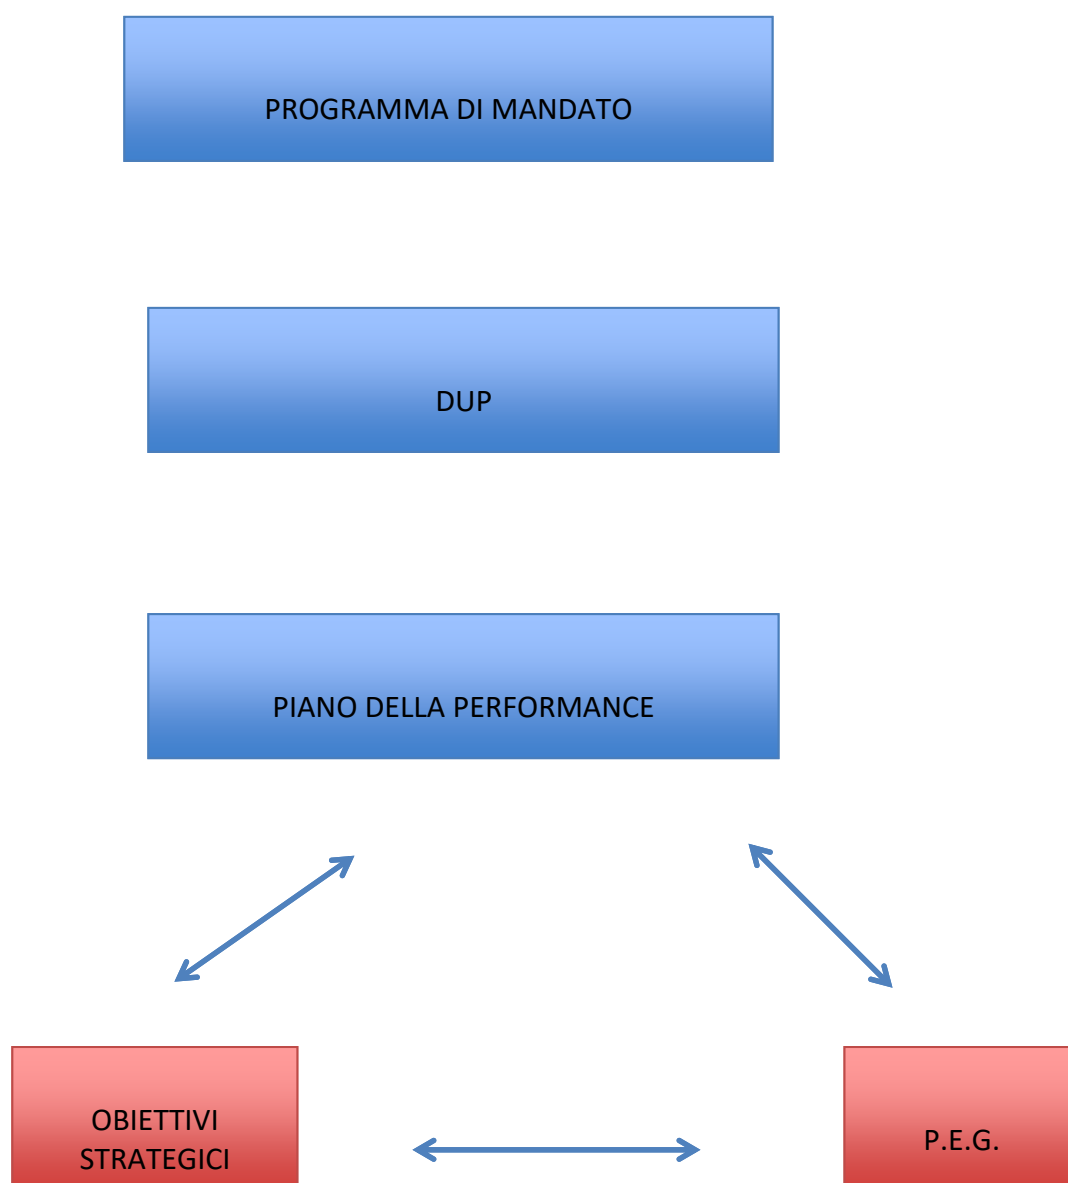 PROGRAMMA DI MANDATO
DUP
PIANO DELLA PERFORMANCE
OBIETTIVI
STRATEGICI
P.E.G.